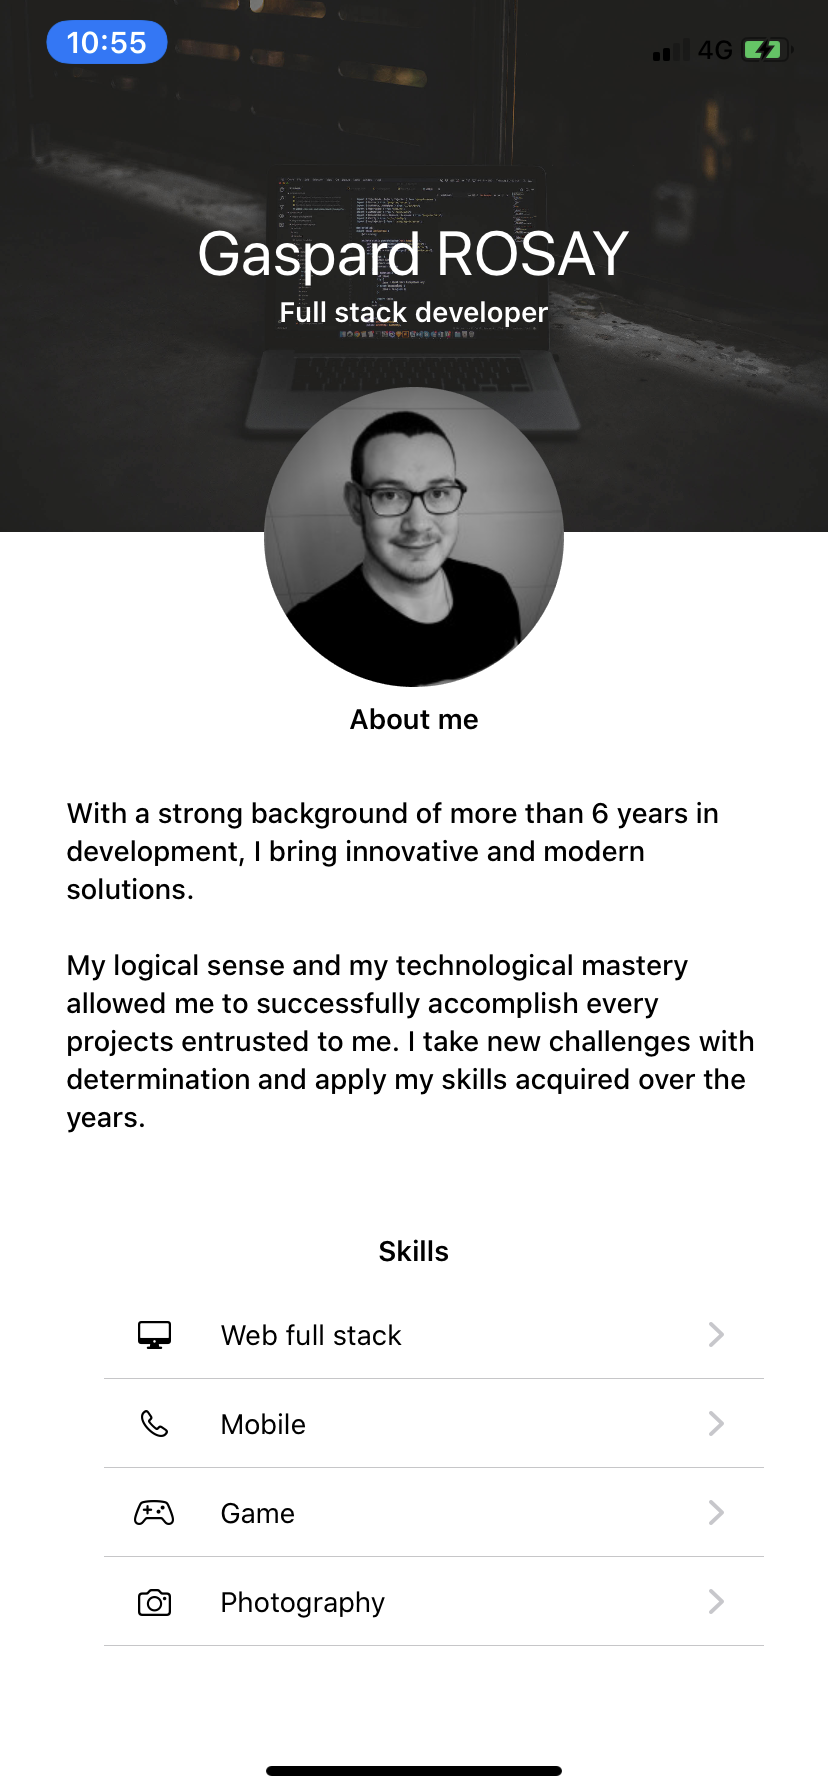 10:55
4G
Gaspard ROSAY
Full stack developer
About me
With a strong background of more than 6 years in
development, I bring innovative and modern
solutions.
My logical sense and my technological mastery
allowed me to successfully accomplish every
projects entrusted to me. I take new challenges with
determination and apply my skills acquired over the
years.
Skills
Web full stack
Mobile
Game
Photography